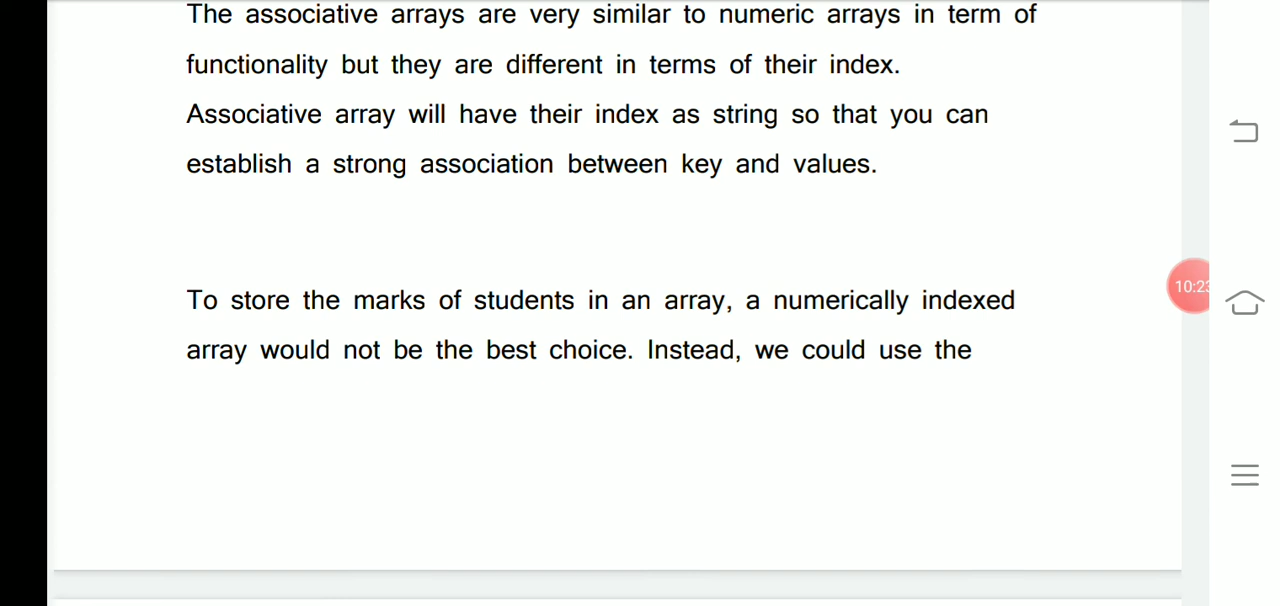 The associative arrays are very similar to numeric arrays in term of
functionality but they are different in terms of their index.
Associative array will have their index as string so that you can
establish a strong association between key and values.
To store the marks of students in an array, a numerically indexed
array would not be the best choice. Instead, we could use the
10:23